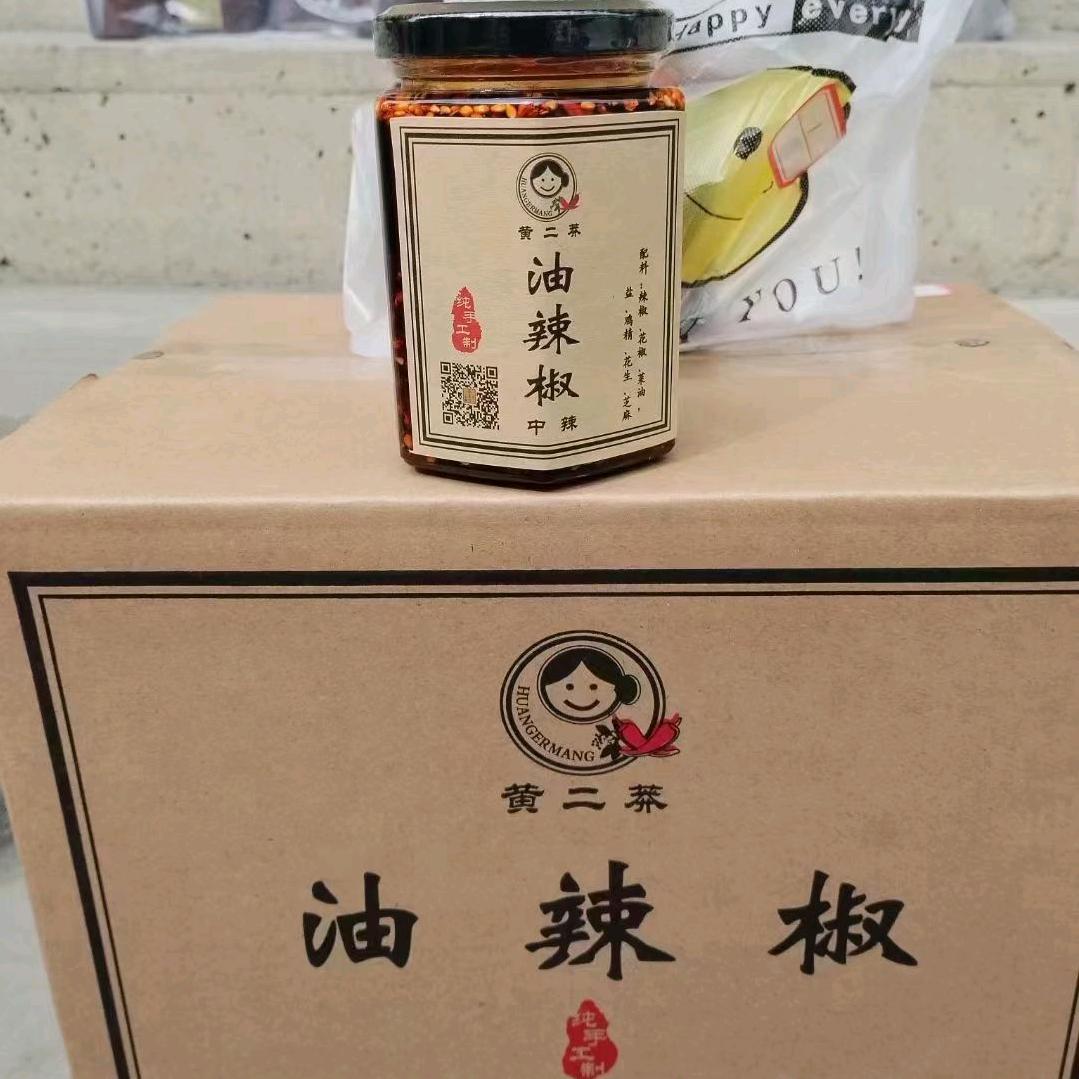 Happy every
YOU!
HUANGERMANG
黄二莽
油辣椒
中辣
纯手工制
配料：辣椒、花椒、菜油，
盐、鸡精、花生、芝麻
HUANGERMANG
黄二莽
油辣椒
纯手工制